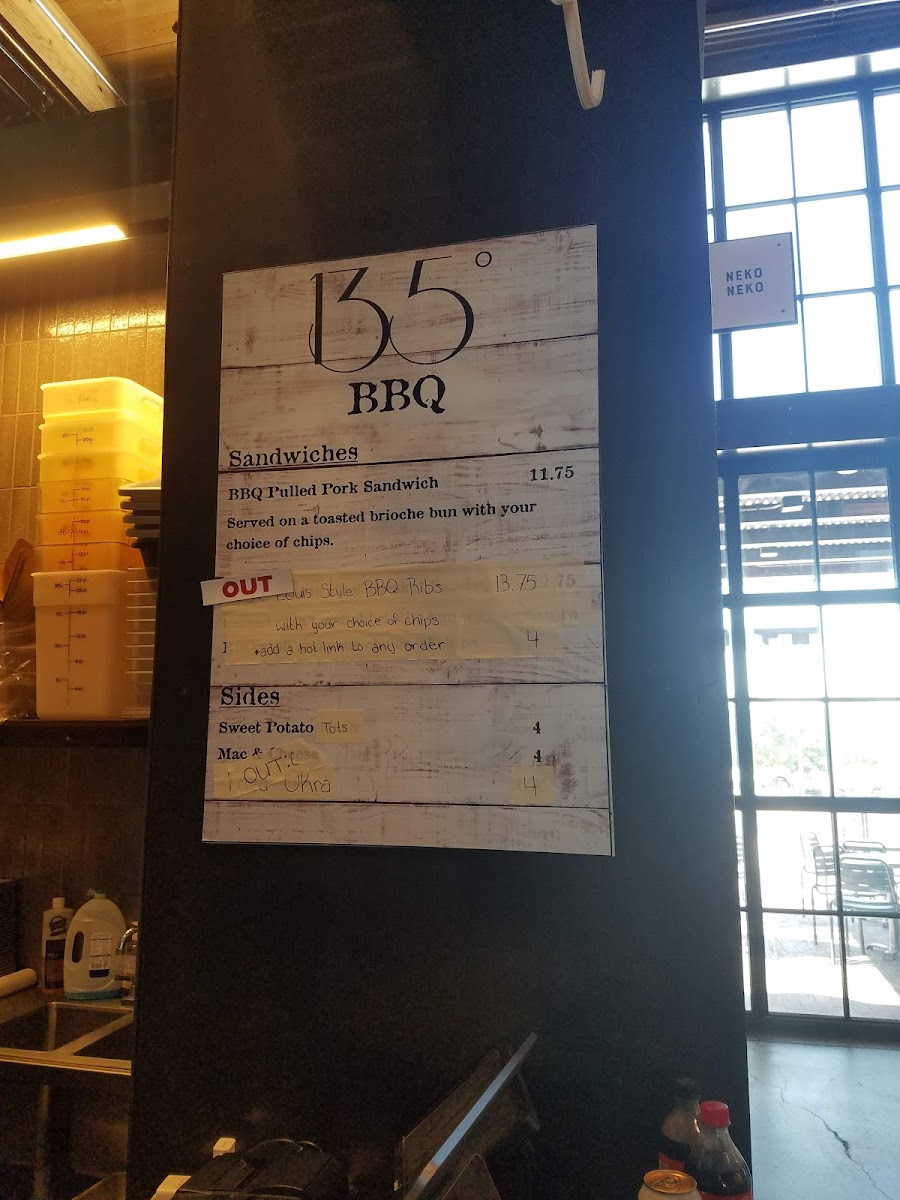 135°
BBQ
NEKO
NEKO
Sandwiches
BBQ Pulled Pork Sandwich 11.75
Served on a toasted brioche bun with your
choice of chips.
OUT Louis Style BBQ Ribs 13.75 75
with your choice of chips
+add a hot link to any order 4
Sides
Sweet Potato Tots 4
Mac & Cheese 4
OUT:(
Okra 4